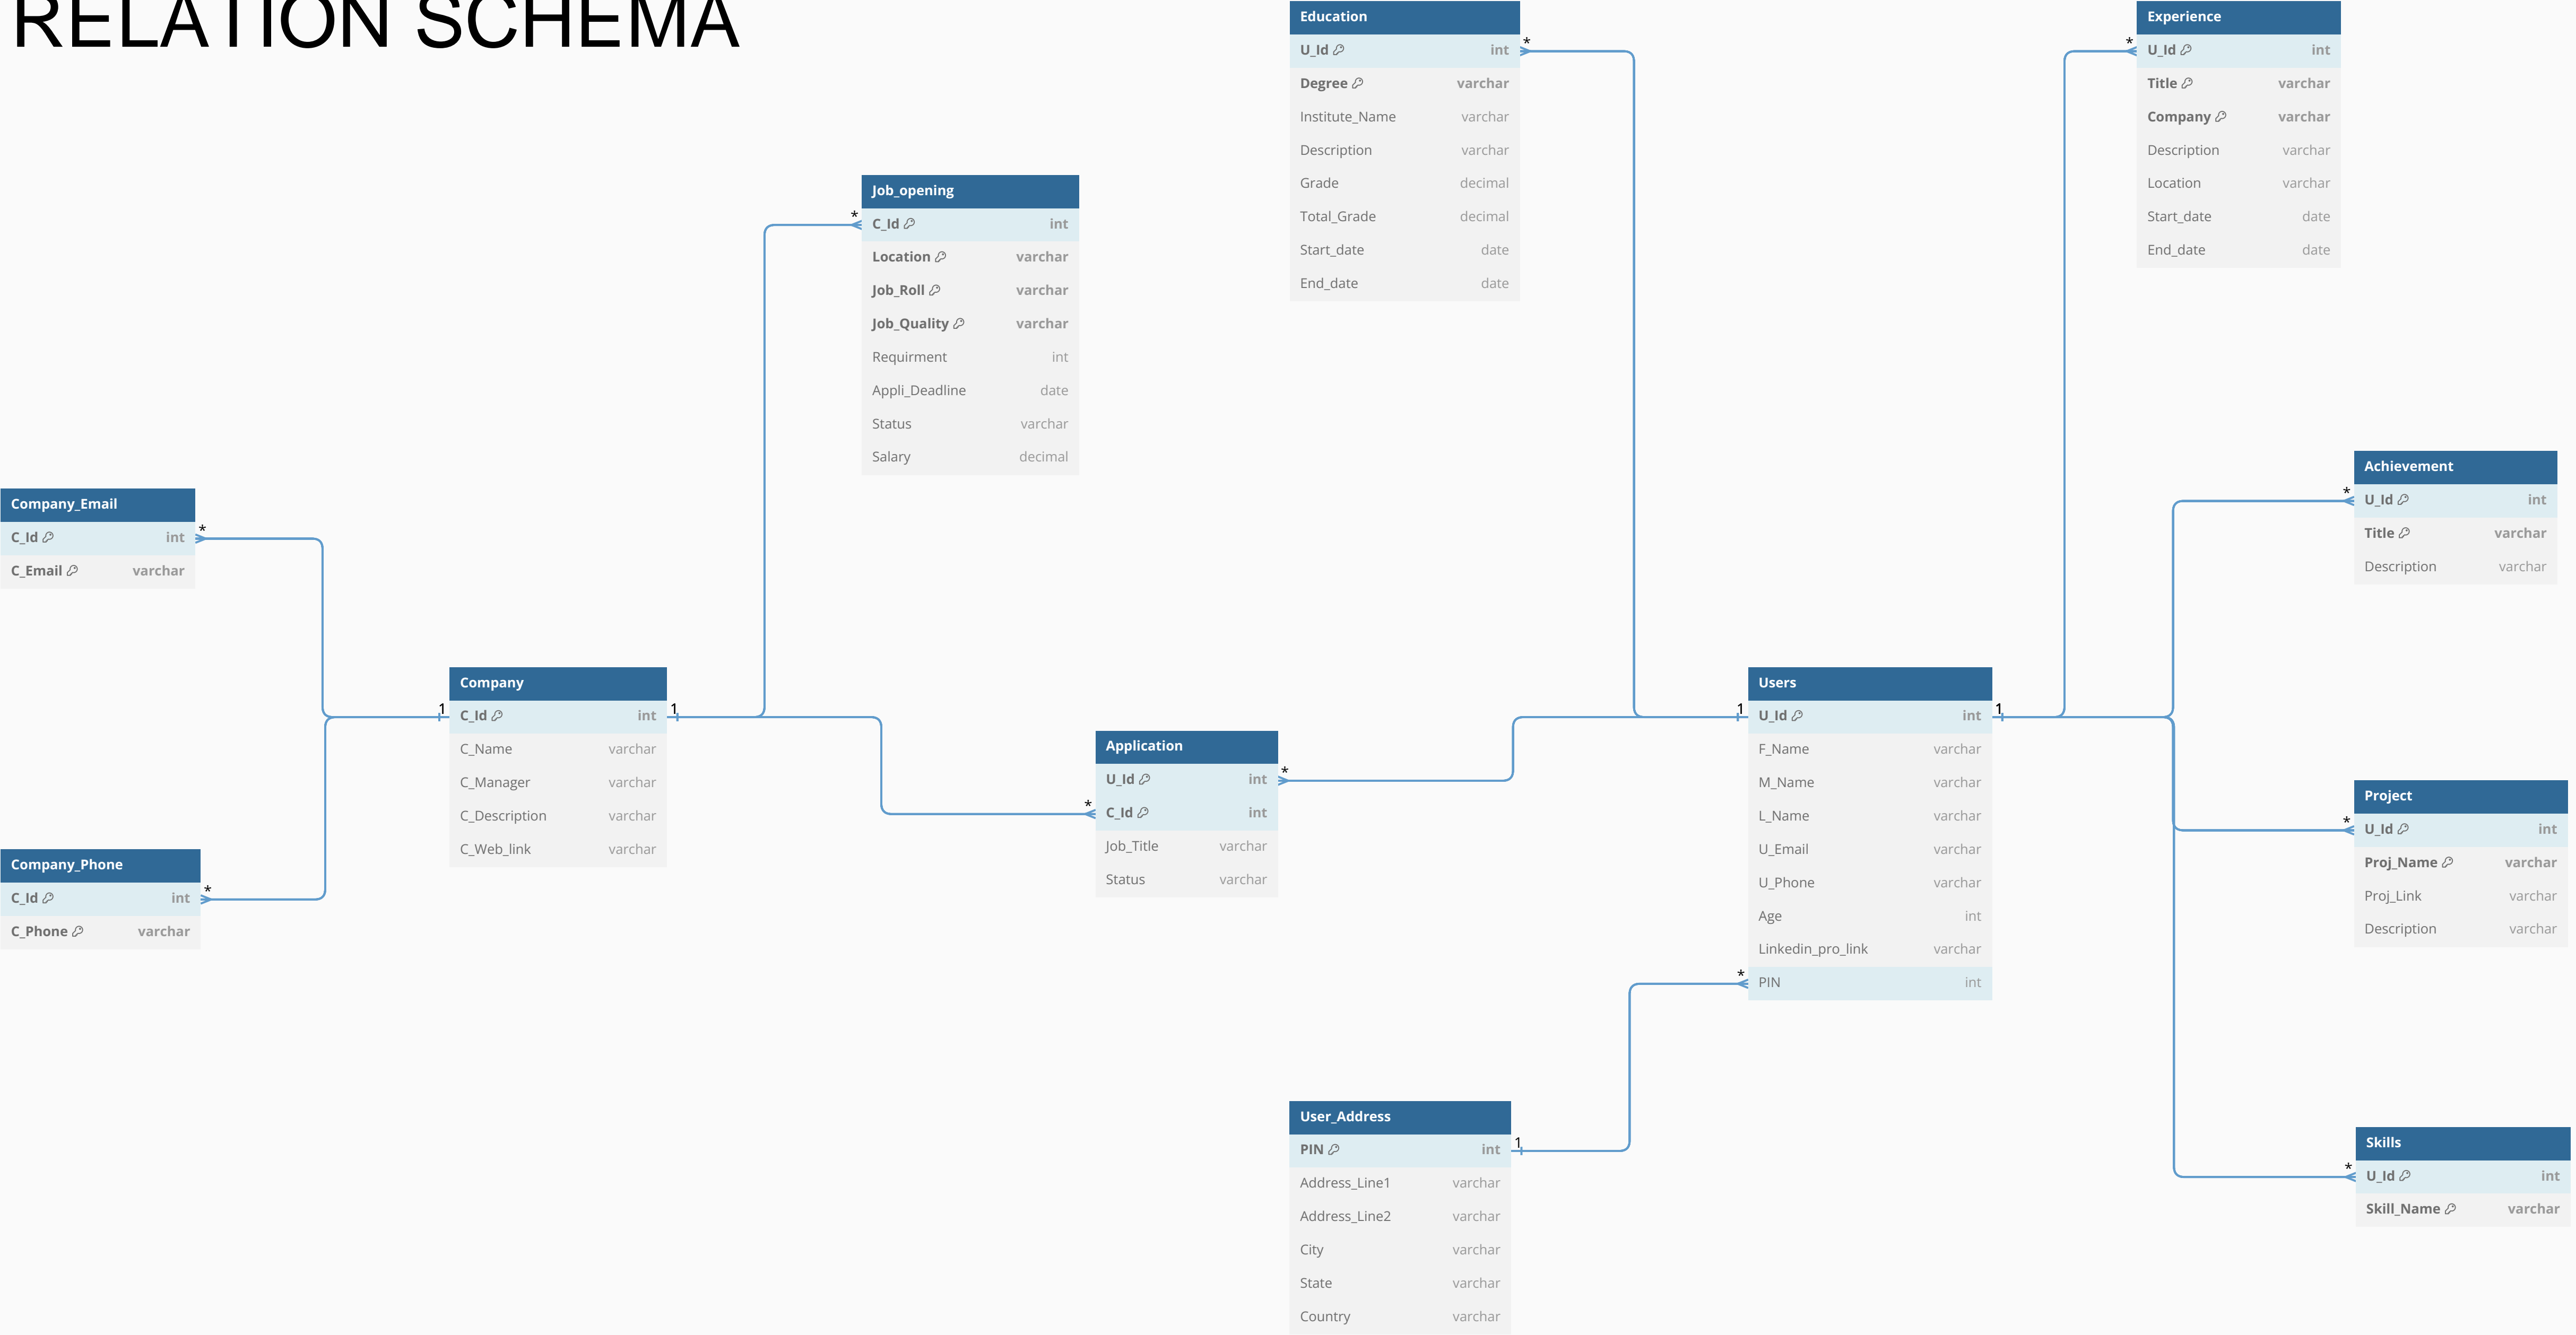 RELATION SCHEMA
Education
U_Id int
Degree varchar
Institute_Name varchar
Description varchar
Grade decimal
Total_Grade decimal
Start_date date
End_date date
*
Experience
U_Id int
Title varchar
Company varchar
Description varchar
Location varchar
Start_date date
End_date date
*
Job_opening
C_Id int
Location varchar
Job_Roll varchar
Job_Quality varchar
Requirment int
Appli_Deadline date
Status varchar
Salary decimal
*
Achievement
U_Id int
Title varchar
Description varchar
*
Company_Email
C_Id int
C_Email varchar
*
Company
C_Id int
C_Name varchar
C_Manager varchar
C_Description varchar
C_Web_link varchar
1
1
Application
U_Id int
C_Id int
Job_Title varchar
Status varchar
*
*
Users
U_Id int
F_Name varchar
M_Name varchar
L_Name varchar
U_Email varchar
U_Phone varchar
Age int
Linkedin_pro_link varchar
PIN int
1
1
*
Project
U_Id int
Proj_Name varchar
Proj_Link varchar
Description varchar
*
Company_Phone
C_Id int
C_Phone varchar
*
User_Address
PIN int
Address_Line1 varchar
Address_Line2 varchar
City varchar
State varchar
Country varchar
1
Skills
U_Id int
Skill_Name varchar
*